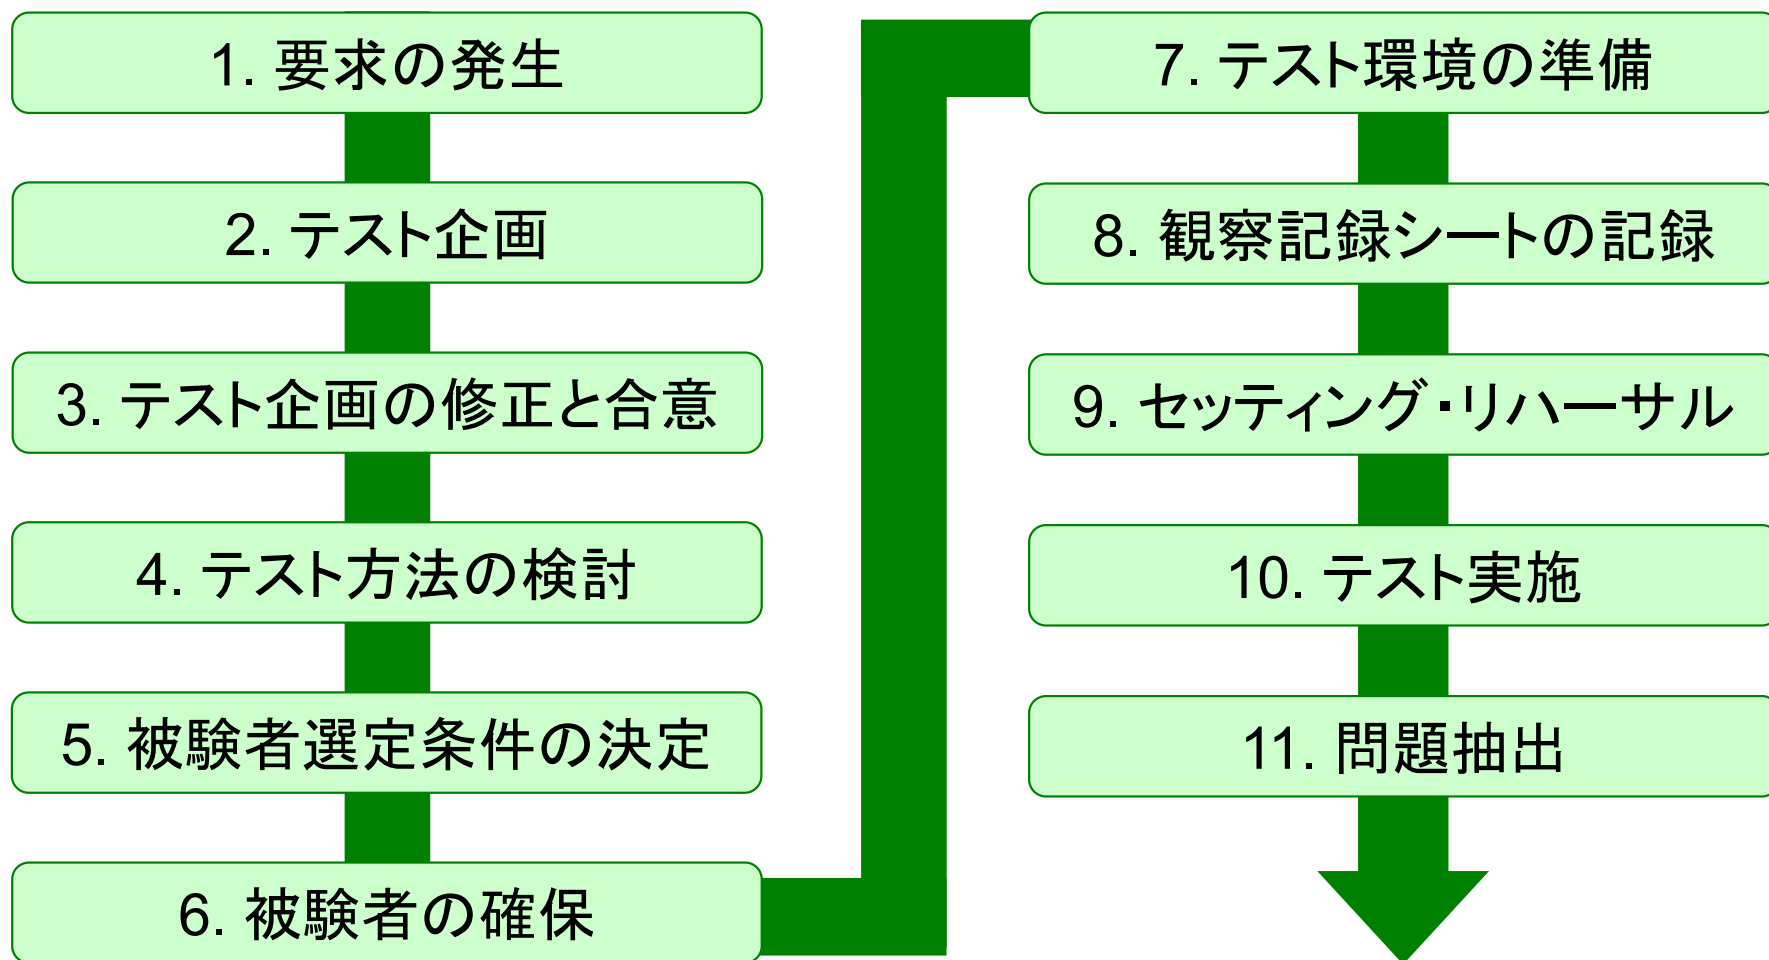 1. 要求の発生
2. テスト企画
3. テスト企画の修正と合意
4. テスト方法の検討
5. 被験者選定条件の決定
6. 被験者の確保
7. テスト環境の準備
8. 観察記録シートの記録
9. セッティング・リハーサル
10. テスト実施
11. 問題抽出